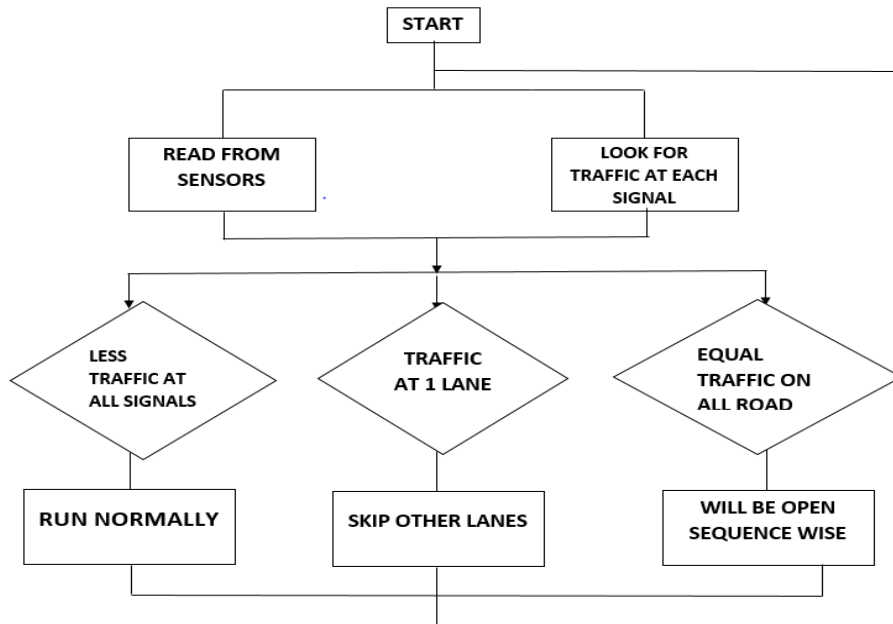 START
READ FROM
SENSORS
LOOK FOR
TRAFFIC AT EACH
SIGNAL
LESS
TRAFFIC AT
ALL SIGNALS
TRAFFIC
AT 1 LANE
EQUAL
TRAFFIC ON
ALL ROAD
RUN NORMALLY
SKIP OTHER LANES
WILL BE OPEN
SEQUENCE WISE